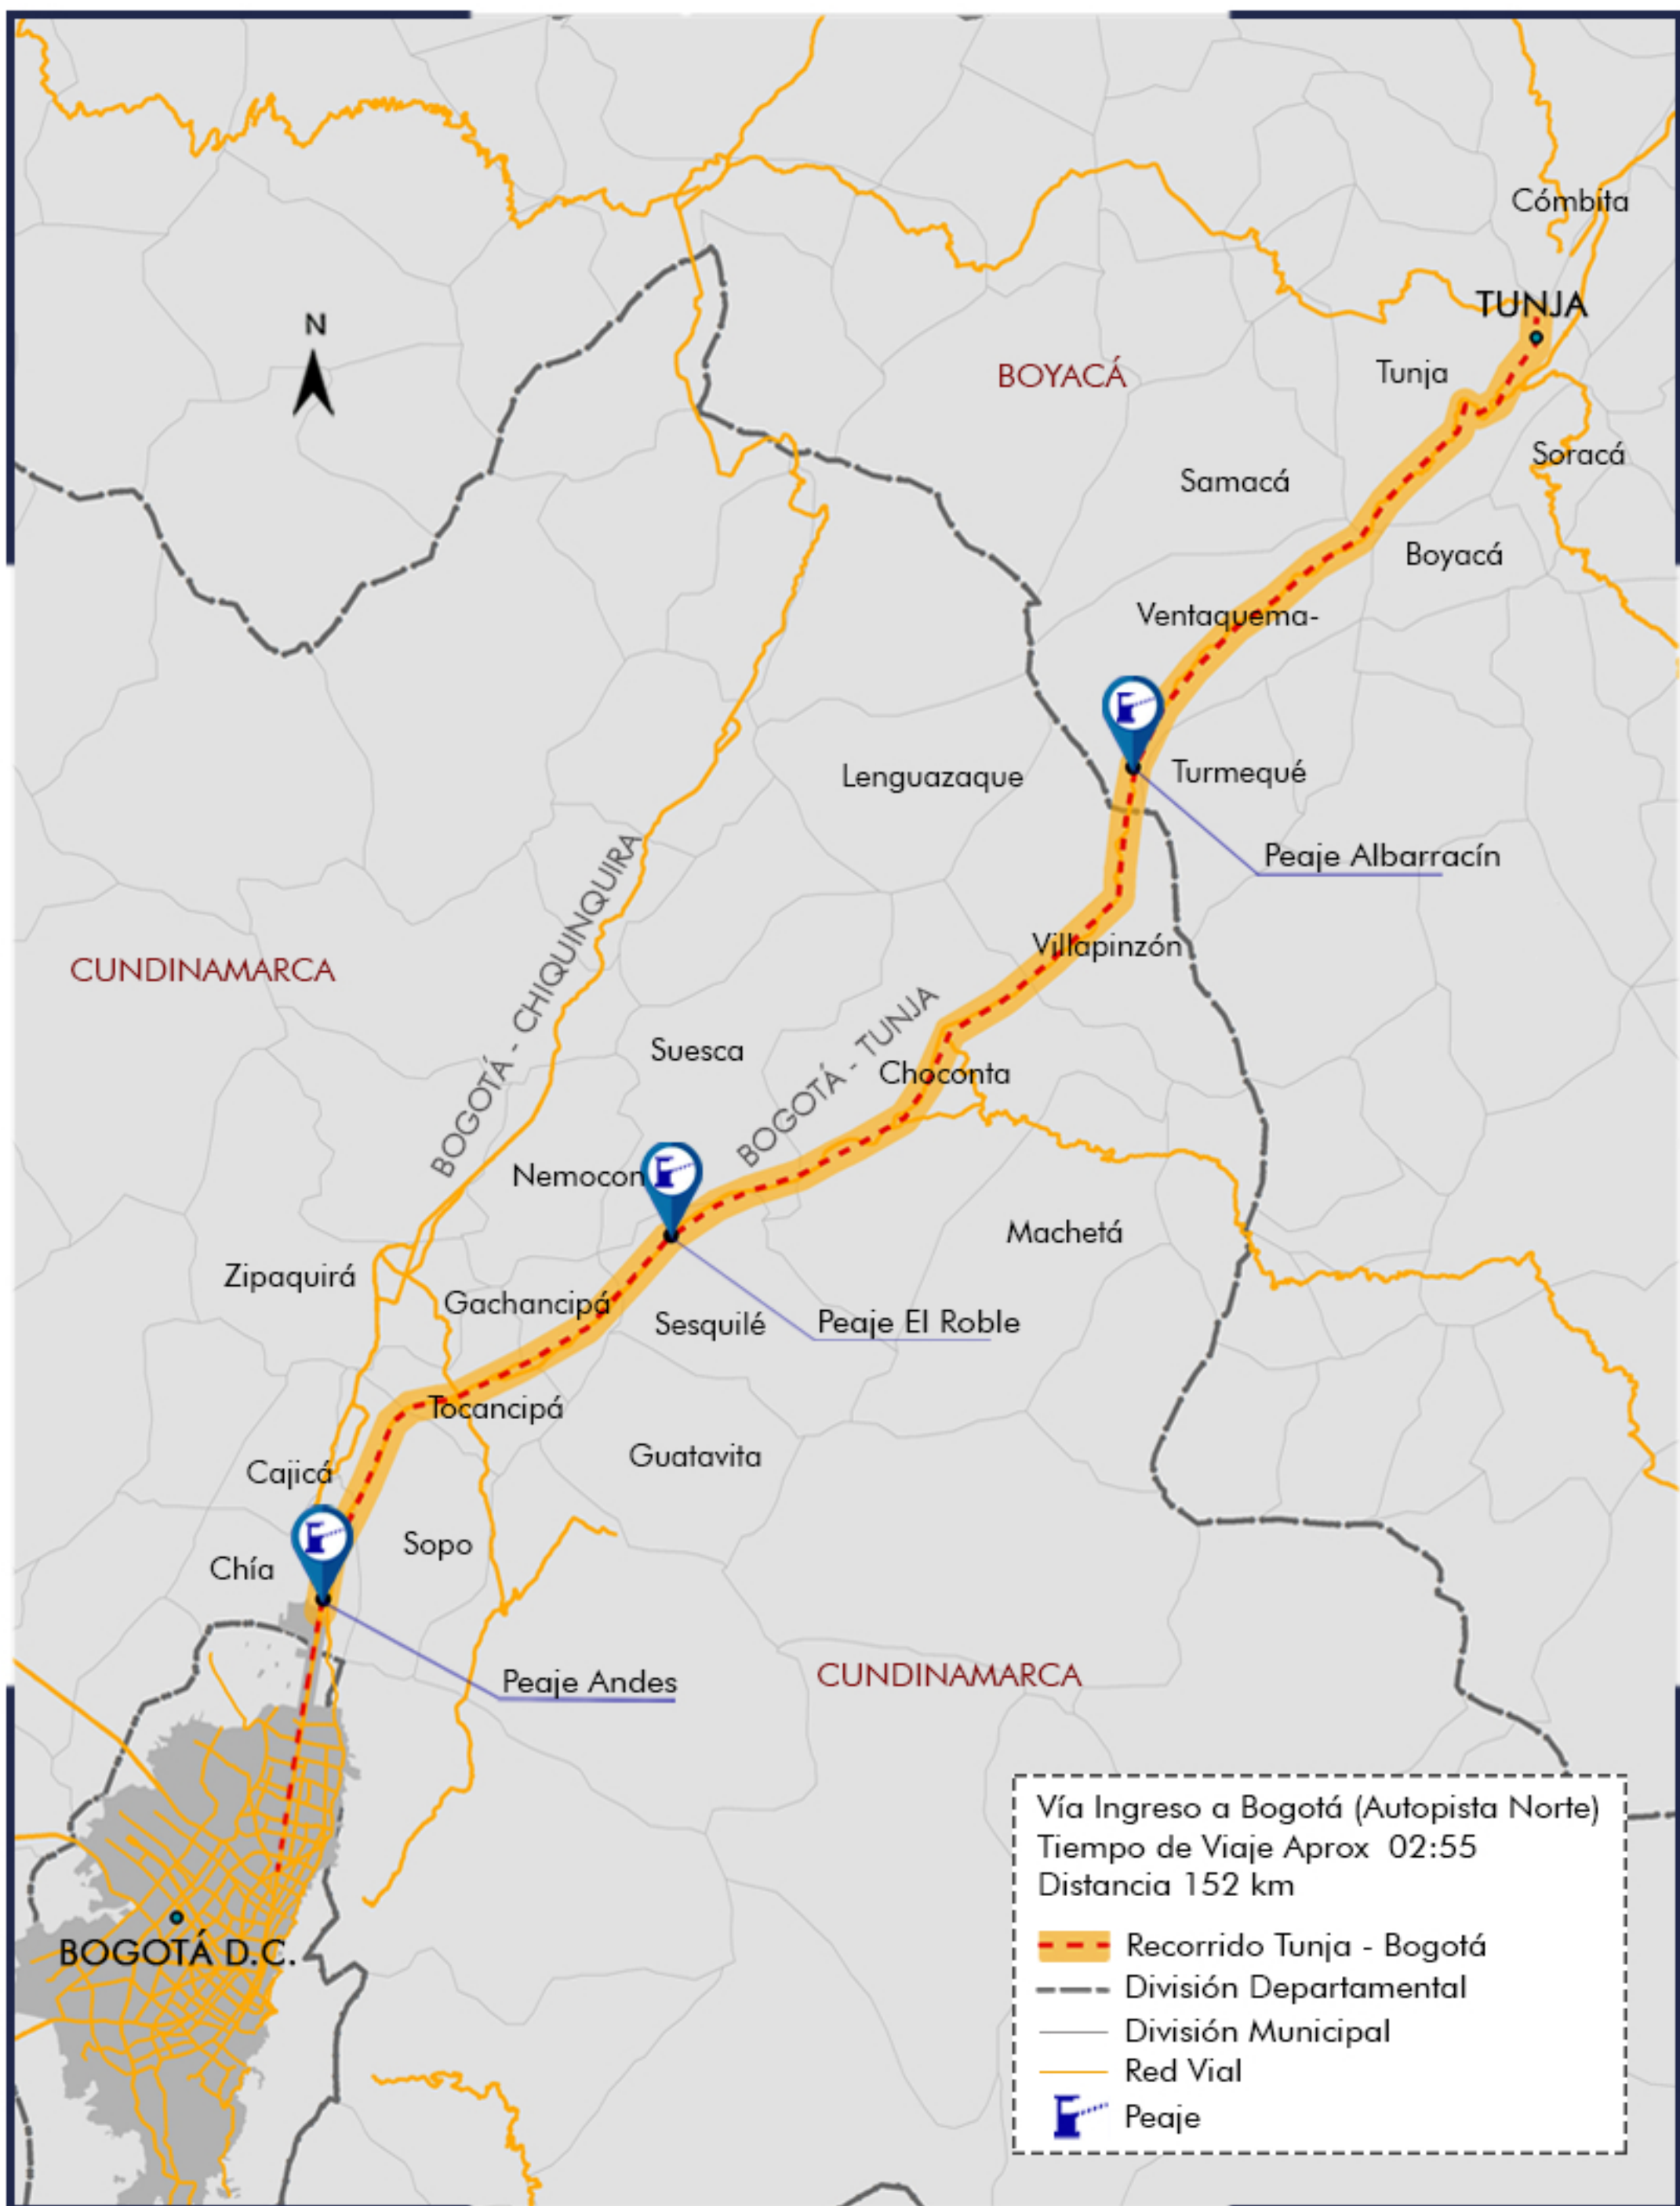 Cómbita
N
TUNJA
BOYACÁ
Tunja
Soracá
Samacá
Boyacá
Ventaquema-
Lenguazaque
Turmequé
Peaje Albarracín
BOGOTÁ - CHIQUINQUIRA
Villapinzón
CUNDINAMARCA
BOGOTÁ - TUNJA
Suesca
Choconta
Nemocon
Machetá
Zipaquirá
Gachancipá
Sesquilé
Peaje El Roble
Tocancipá
Guatavita
Cajicá
Sopo
Chía
Peaje Andes
CUNDINAMARCA
BOGOTÁ D.C.
Vía Ingreso a Bogotá (Autopista Norte)
Tiempo de Viaje Aprox 02:55
Distancia 152 km
Recorrido Tunja - Bogotá
División Departamental
División Municipal
Red Vial
Peaje